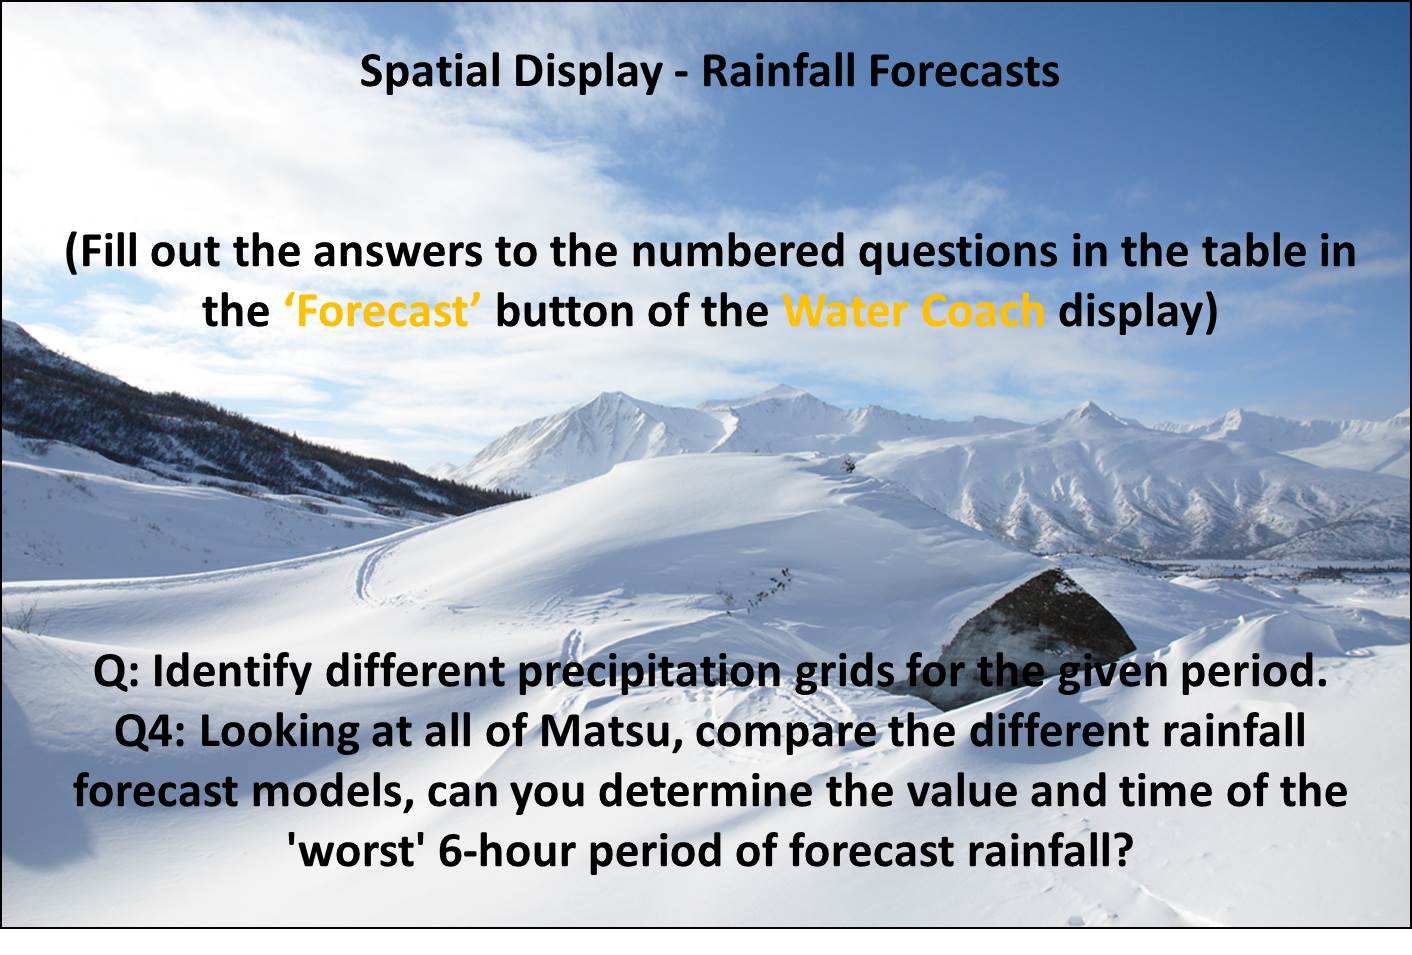 Spatial Display - Rainfall Forecasts
(Fill out the answers to the numbered questions in the table in
the ‘Forecast’ button of the Water Coach display)
Q: Identify different precipitation grids for the given period.
Q4: Looking at all of Matsu, compare the different rainfall
forecast models, can you determine the value and time of the
'worst' 6-hour period of forecast rainfall?